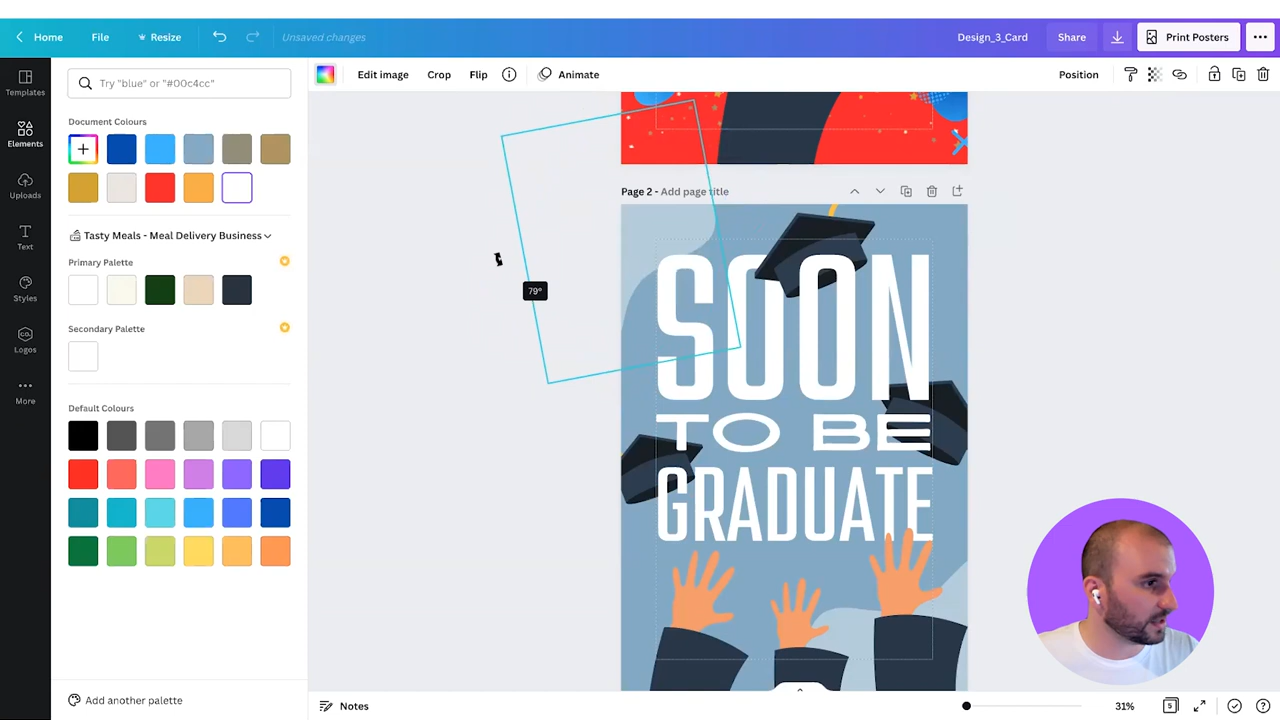 Home
File
Resize
Unsaved changes
Design_3_Card
Share
Print Posters
Templates
Elements
Uploads
Text
Styles
CO.
Logos
More
Try "blue" or "#00c4cc"
Document Colours
Tasty Meals - Meal Delivery Business
Primary Palette
Secondary Palette
Default Colours
Add another palette
Edit image
Crop
Flip
Animate
Position
Page 2 - Add page title
79°
SOON
TO BE
GRADUATE
Notes
31%
5